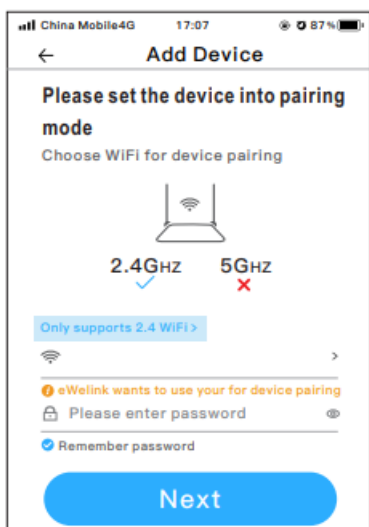 China Mobile4G 17:07 87%
Add Device
Please set the device into pairing
mode
Choose WiFi for device pairing
2.4GHZ 5GHZ
Only supports 2.4 WiFi >
eWelink wants to use your for device pairing
Please enter password
Remember password
Next